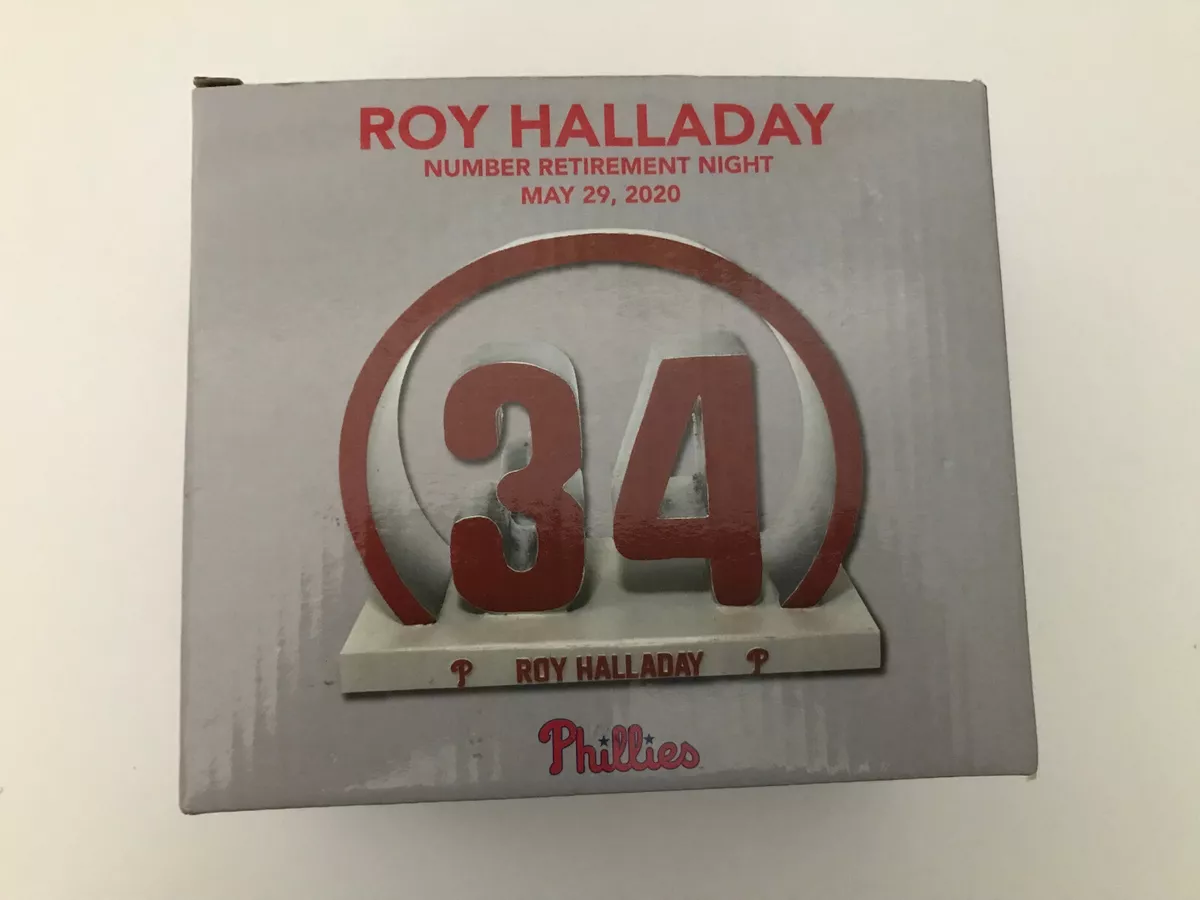 ROY HALLADAY
NUMBER RETIREMENT NIGHT
MAY 29, 2020
34
P ROY HALLADAY P
Phillies